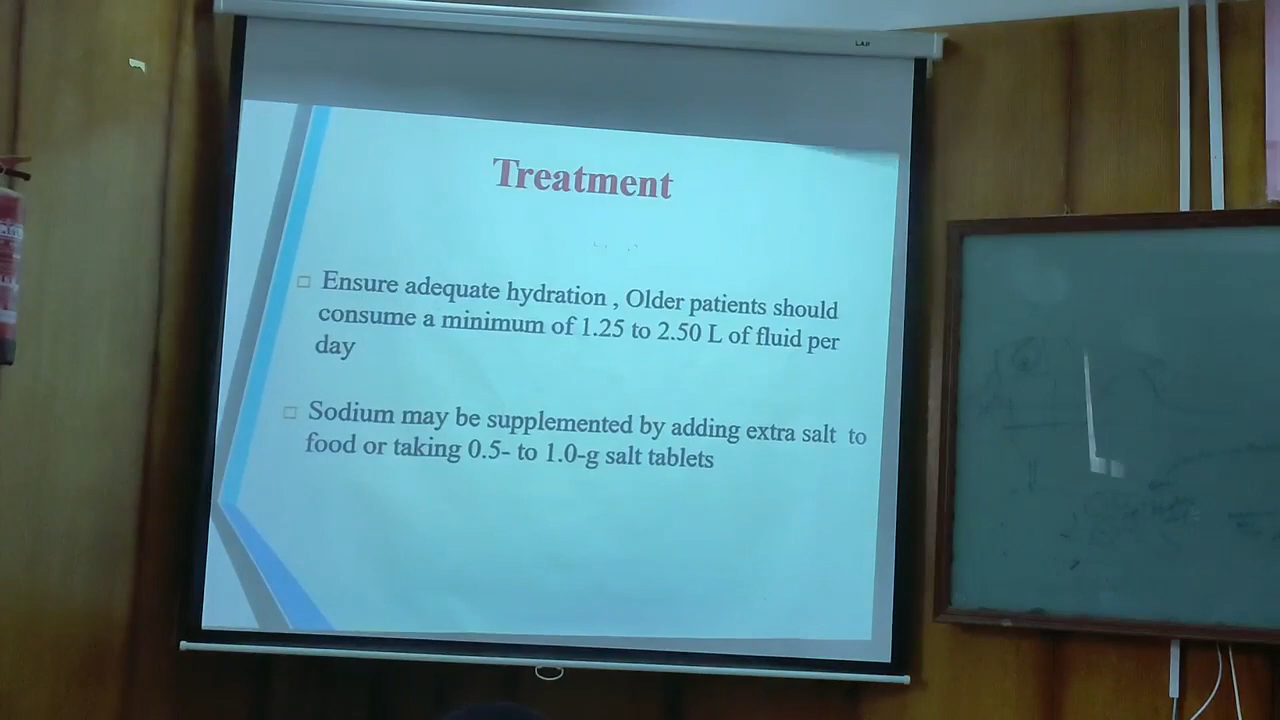 LAP
Treatment
Ensure adequate hydration , Older patients should
consume a minimum of 1.25 to 2.50 L of fluid per
day
Sodium may be supplemented by adding extra salt to
food or taking 0.5- to 1.0-g salt tablets